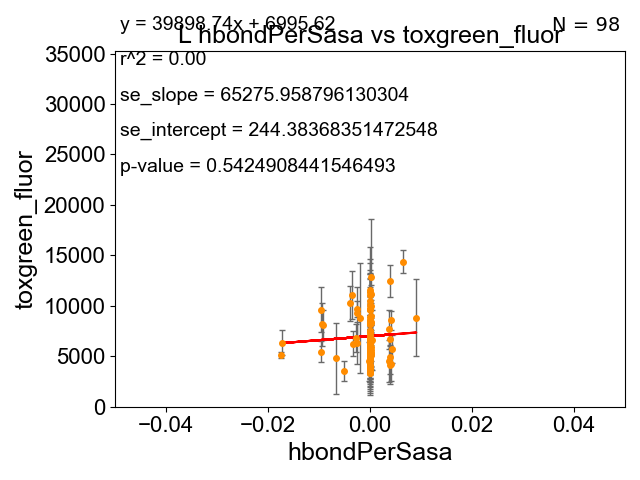 y = 39898.74x + 6995.62
N = 98
L hbondPerSasa vs toxgreen_fluor
r^2 = 0.00
se_slope = 65275.958796130304
se_intercept = 244.38368351472548
p-value = 0.5424908441546493
35000
30000
25000
20000
15000
10000
5000
0
toxgreen_fluor
−0.04
−0.02
0.00
0.02
0.04
hbondPerSasa